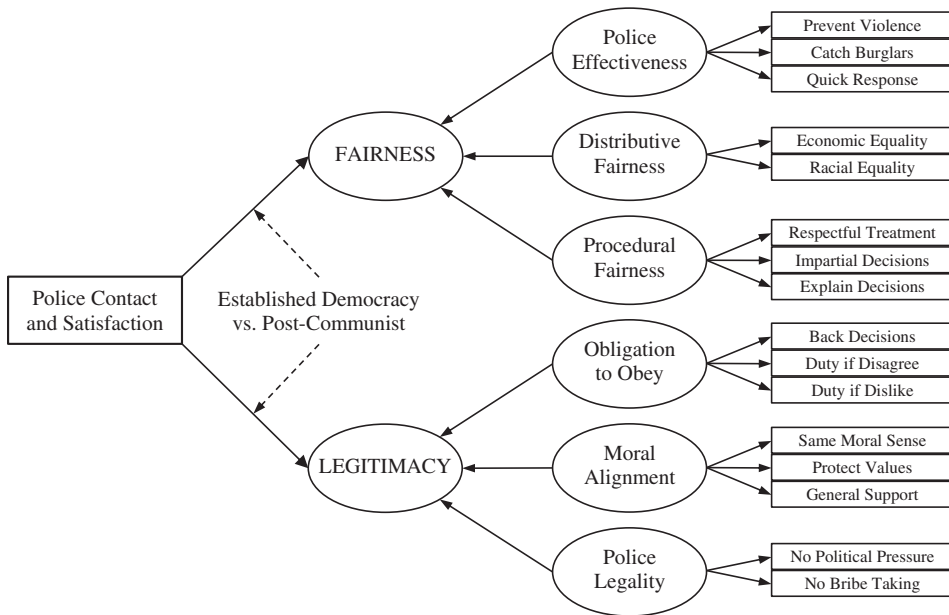 Police Contact
and Satisfaction
Established Democracy
vs. Post-Communist
FAIRNESS
LEGITIMACY
Police
Effectiveness
Prevent Violence
Catch Burglars
Quick Response
Distributive
Fairness
Economic Equality
Racial Equality
Procedural
Fairness
Respectful Treatment
Impartial Decisions
Explain Decisions
Obligation
to Obey
Back Decisions
Duty if Disagree
Duty if Dislike
Moral
Alignment
Same Moral Sense
Protect Values
General Support
Police
Legality
No Political Pressure
No Bribe Taking